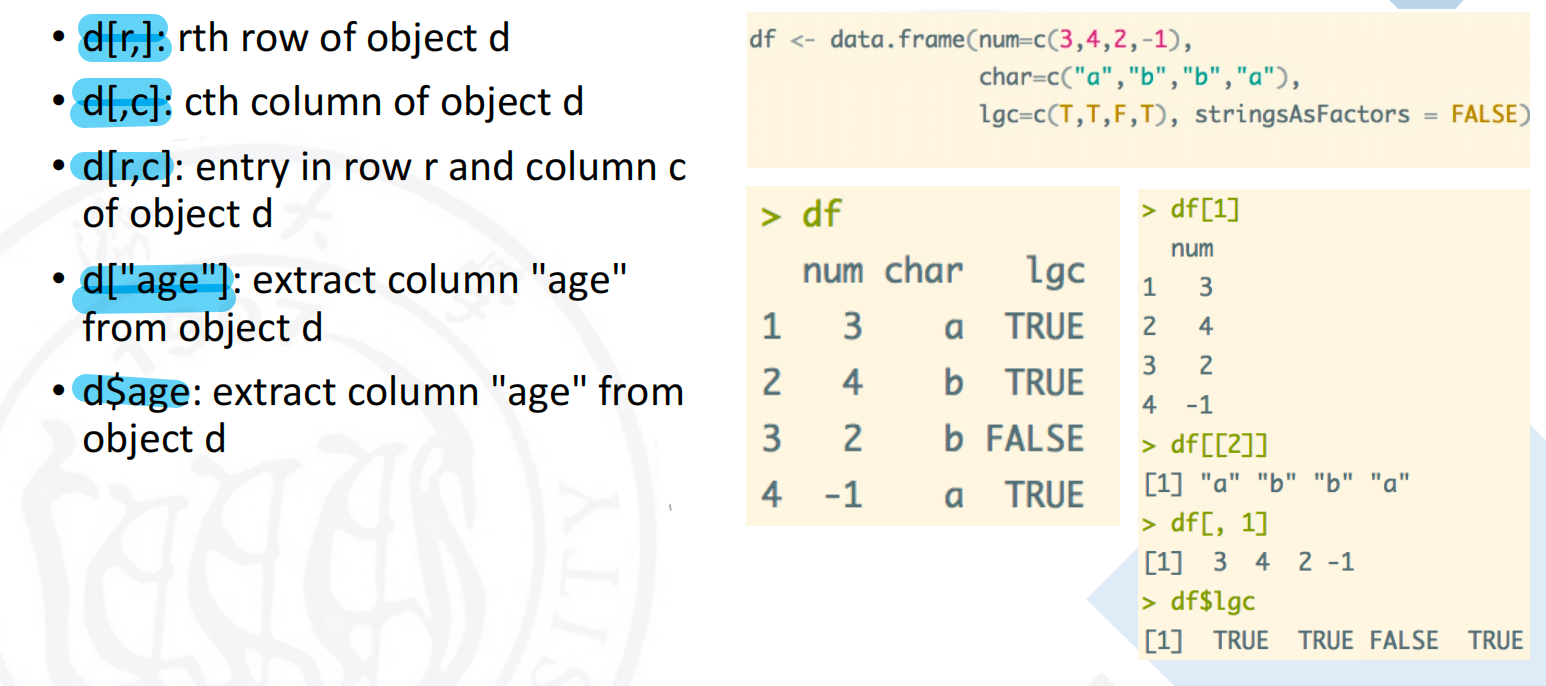 • d[r,]: rth row of object d
• d[,c]: cth column of object d
• d[r,c]: entry in row r and column c
of object d
• d["age"]: extract column "age"
from object d
• d$age: extract column "age" from
object d
df <- data.frame(num=c(3,4,2,-1),
char=c("a","b","b","a"),
lgc=c(T,T,F,T), stringsAsFactors = FALSE)
> df
num char lgc
1 3 a TRUE
2 4 b TRUE
3 2 b FALSE
4 -1 a TRUE
> df[1]
num
1 3
2 4
3 2
4 -1
> df[[2]]
[1] "a" "b" "b" "a"
> df[, 1]
[1] 3 4 2 -1
> df$lgc
[1] TRUE TRUE FALSE TRUE
SITY